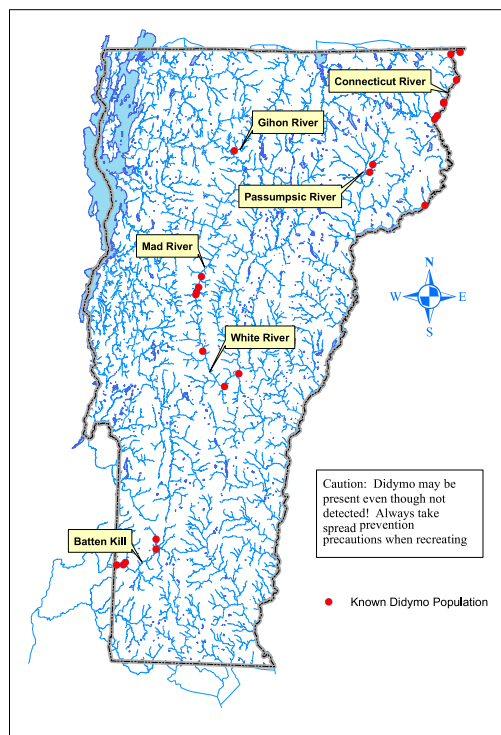 Connecticut River
Gihon River
Passumpsic River
Mad River
N
W
E
S
White River
Caution: Didymo may be
present even though not
detected! Always take
spread prevention
precautions when recreating
Batten Kill
Known Didymo Population